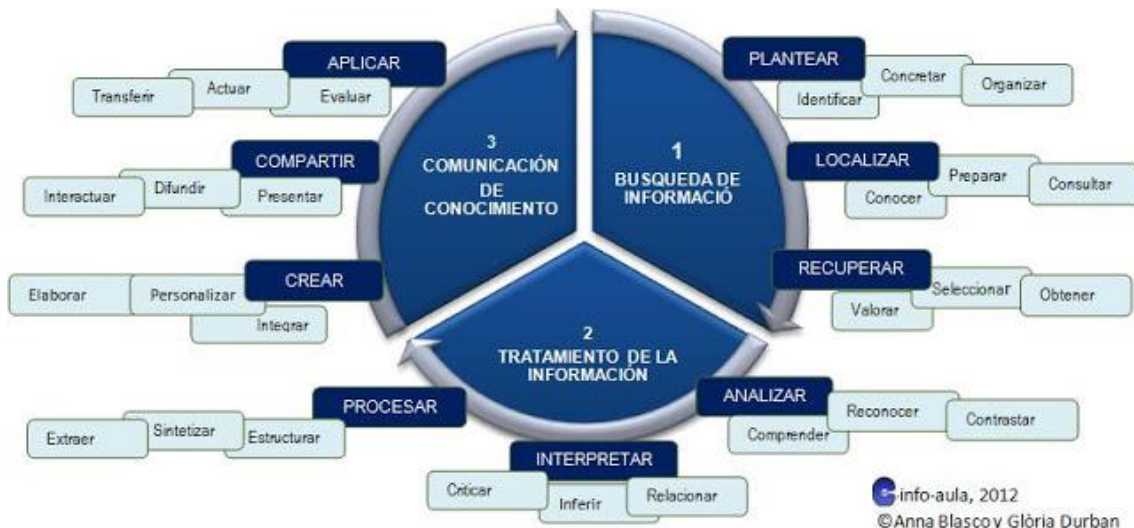 APLICAR
Transferir
Actuar
Evaluar
COMPARTIR
Interactuar
Difundir
Presentar
CREAR
Elaborar
Personalizar
Integrar
3
COMUNICACIÓN
DE
CONOCIMIENTO
1
BUSQUEDA DE
INFORMACIÓ
PLANTEAR
Identificar
Concretar
Organizar
LOCALIZAR
Conocer
Preparar
Consultar
RECUPERAR
Valorar
Seleccionar
Obtener
2
TRATAMIENTO DE LA
INFORMACIÓN
ANALIZAR
Comprender
Reconocer
Contrastar
INTERPRETAR
Criticar
Inferir
Relacionar
PROCESAR
Extraer
Sintetizar
Estructurar
info-aula, 2012
©Anna Blasco y Glòria Durban